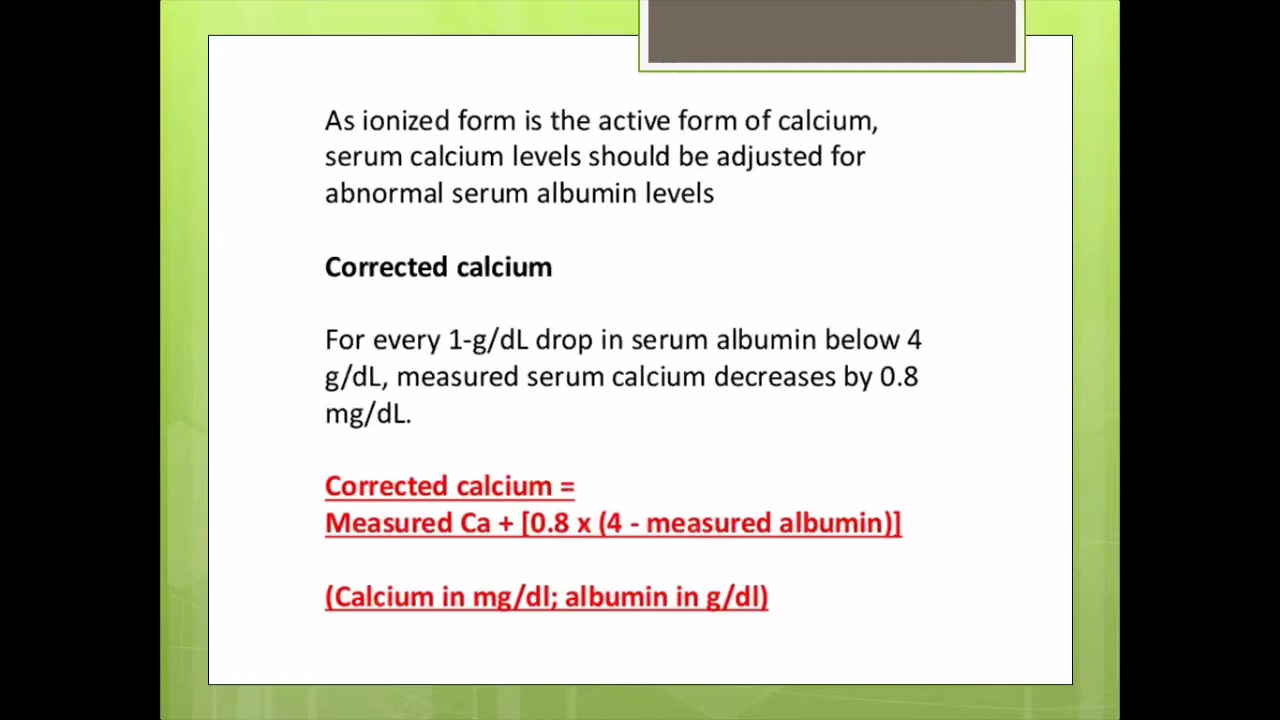 As ionized form is the active form of calcium,
serum calcium levels should be adjusted for
abnormal serum albumin levels
Corrected calcium
For every 1-g/dL drop in serum albumin below 4
g/dL, measured serum calcium decreases by 0.8
mg/dL.
Corrected calcium =
Measured Ca + [0.8 x (4 - measured albumin)]
(Calcium in mg/dl; albumin in g/dl)